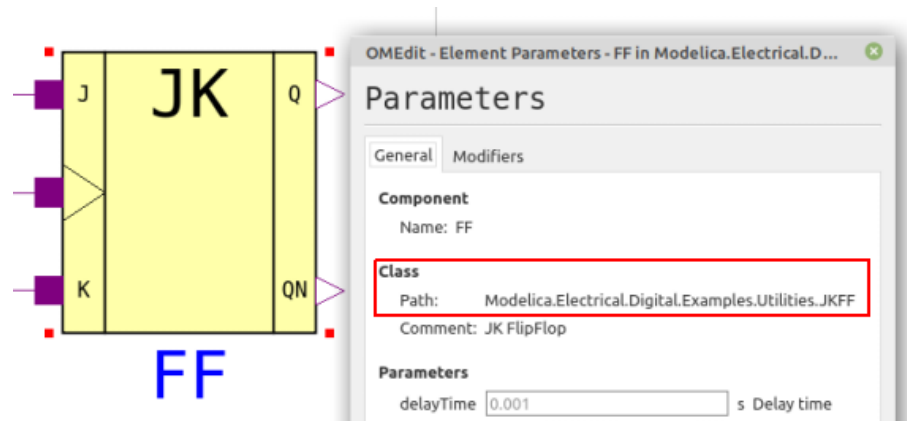 J
JK
Q
K
QN
FF
OMEdit - Element Parameters - FF in Modelica.Electrical.D...
Parameters
General Modifiers
Component
Name: FF
Class
Path: Modelica.Electrical.Digital.Examples.Utilities.JKFF
Comment: JK FlipFlop
Parameters
delayTime 0.001 s Delay time